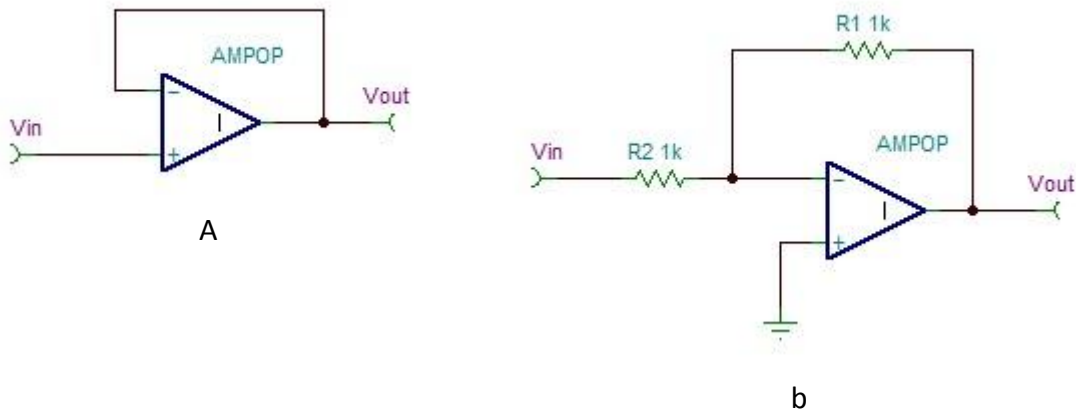 AMPOP
Vout
Vin
A
R1 1k
AMPOP
Vin
R2 1k
Vout
b